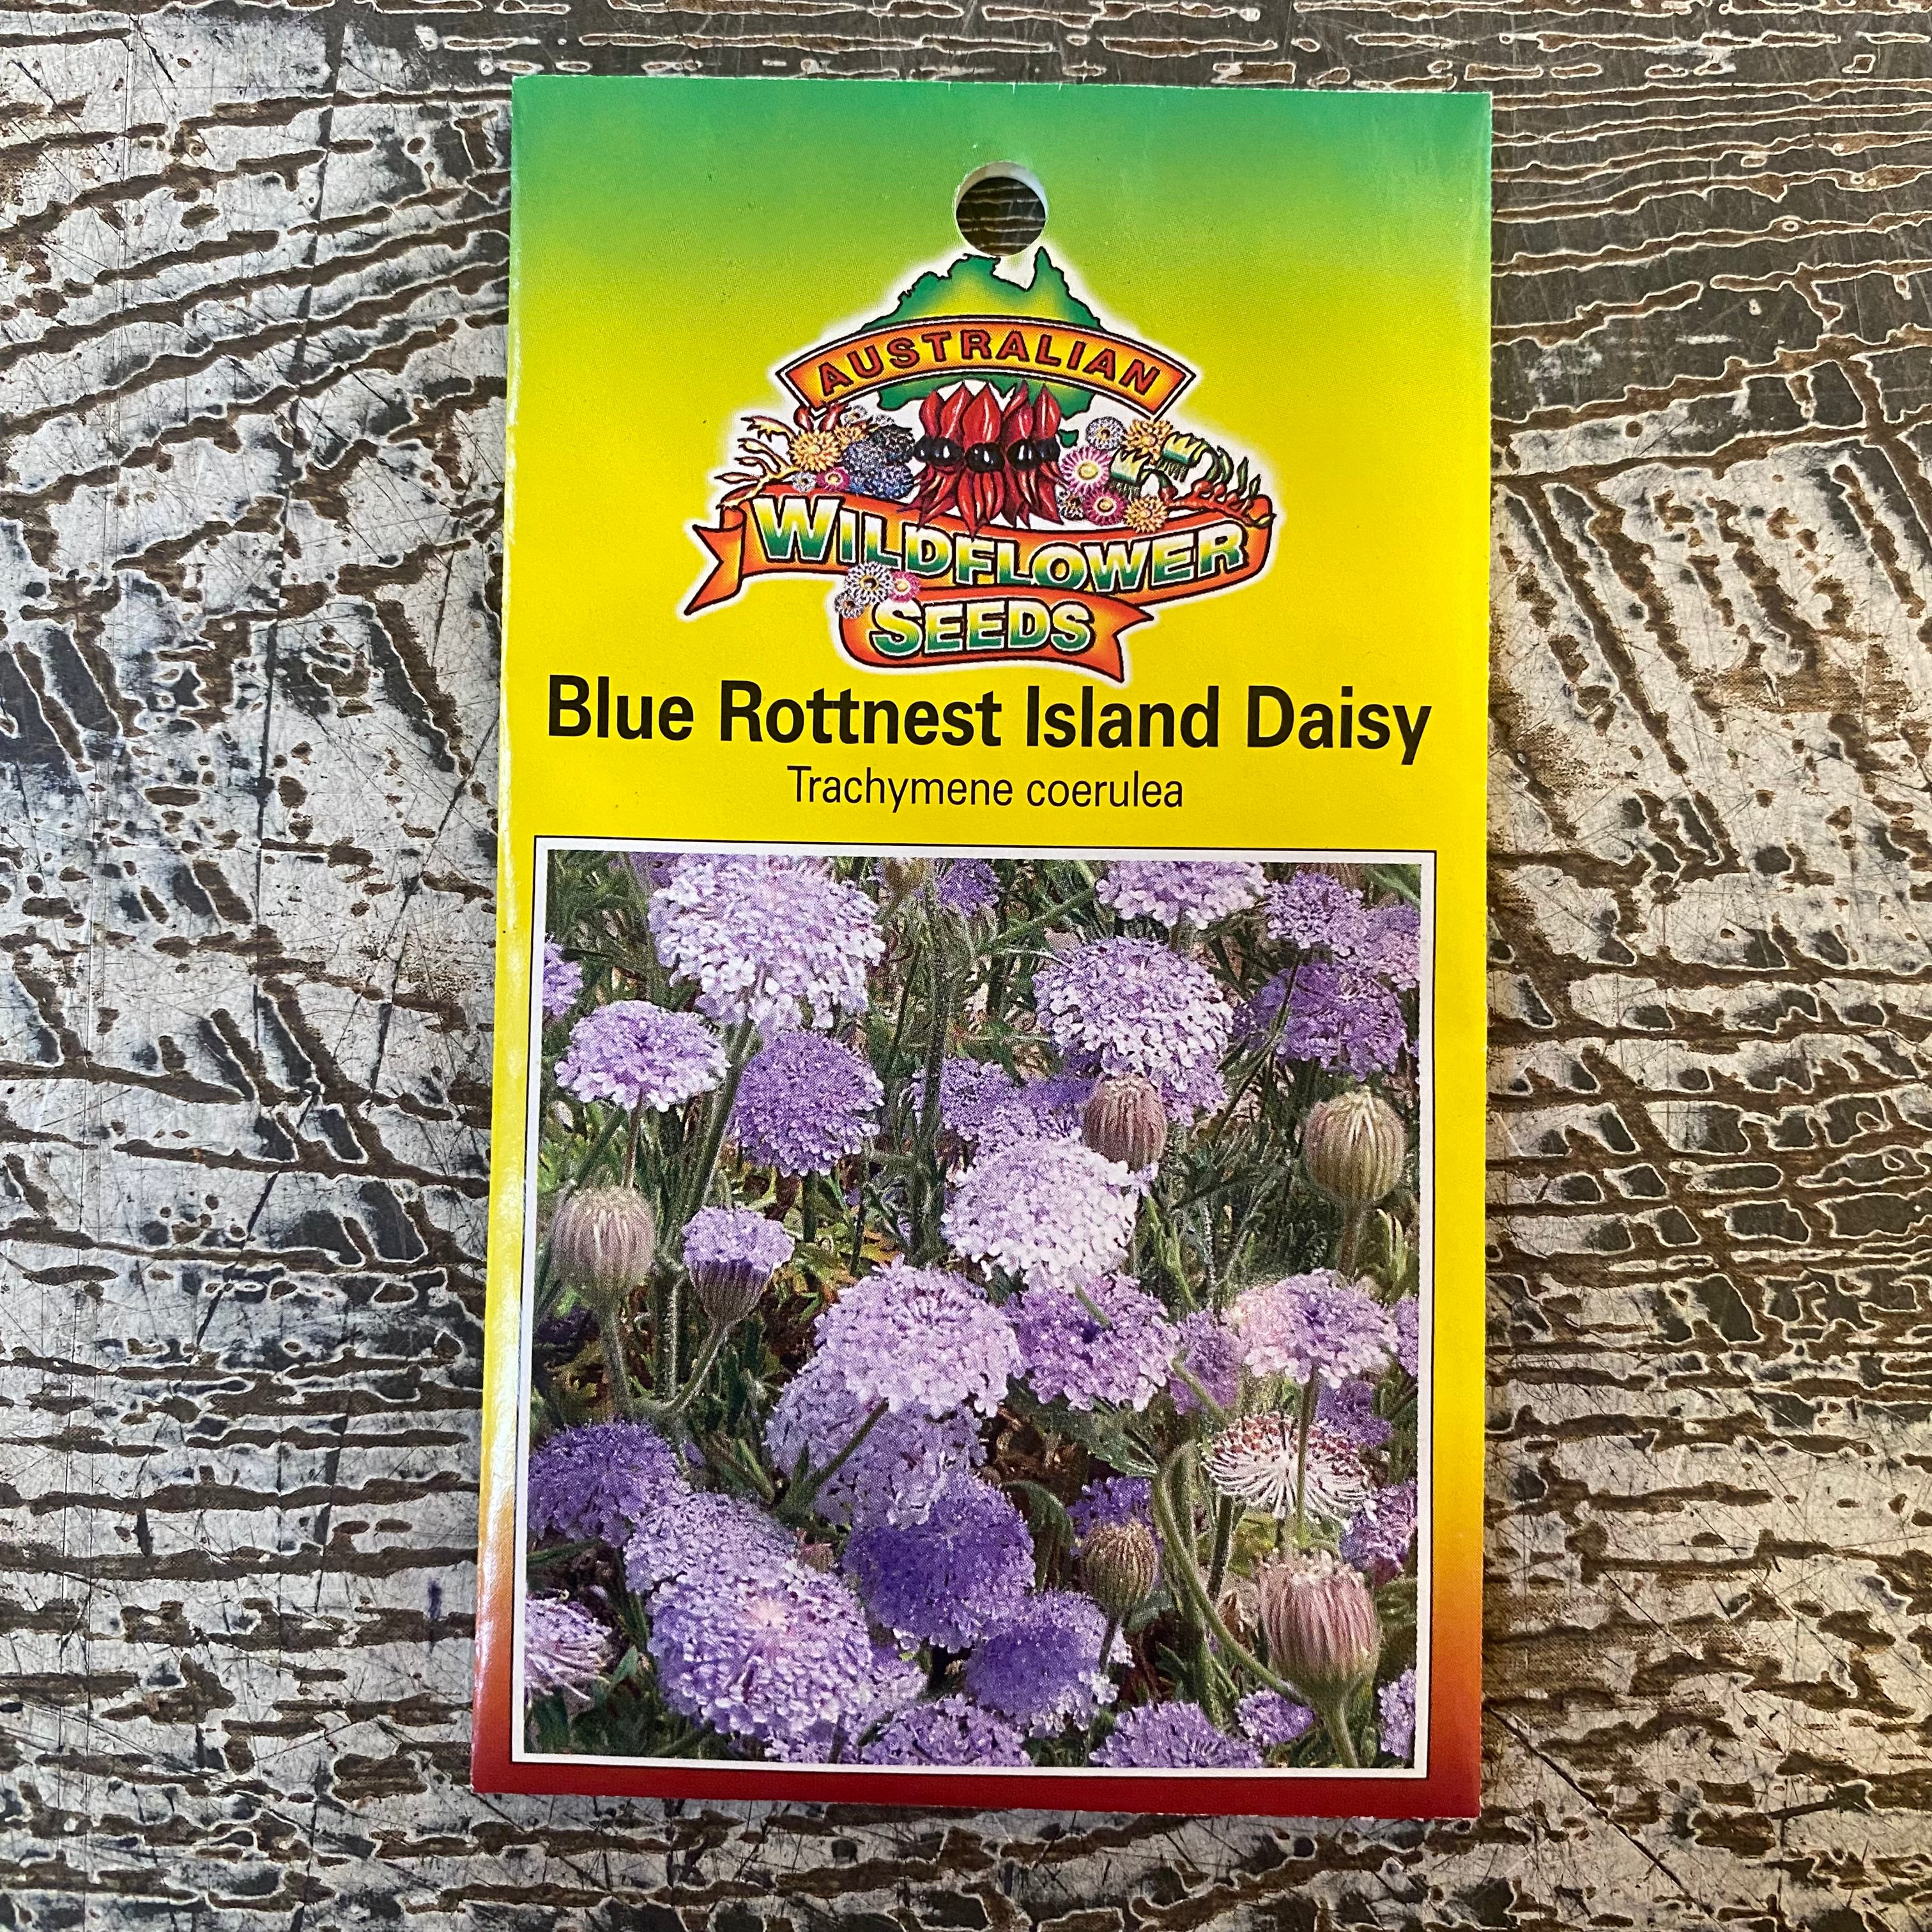 AUSTRALIAN
WILDFLOWER
SEEDS
Blue Rottnest Island Daisy
Trachymene coerulea